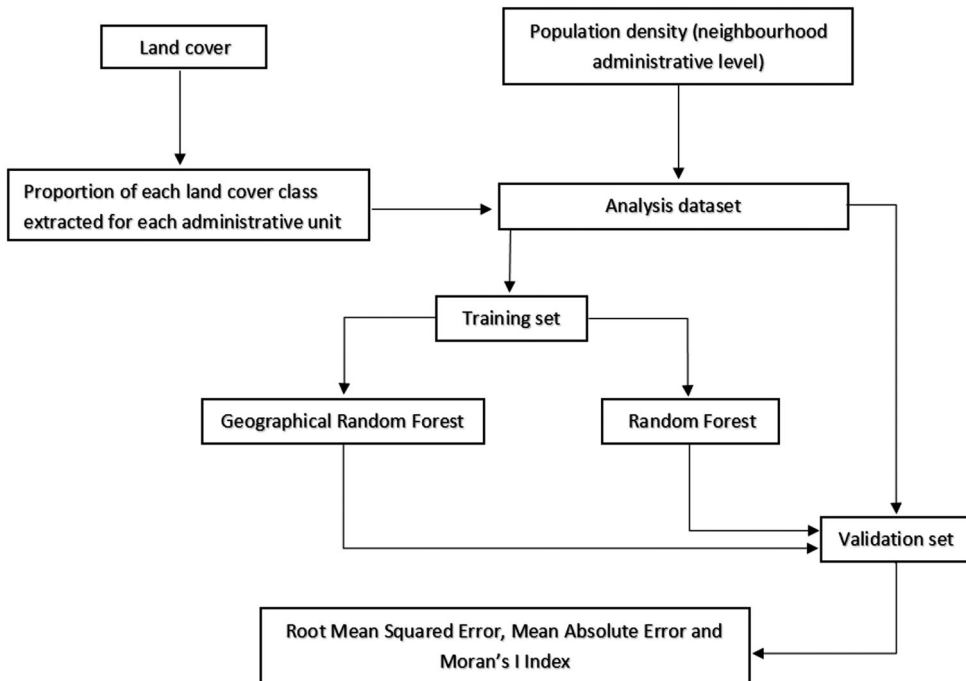 Land cover
Population density (neighbourhood
administrative level)
Proportion of each land cover class
extracted for each administrative unit
Analysis dataset
Training set
Geographical Random Forest
Random Forest
Validation set
Root Mean Squared Error, Mean Absolute Error and
Moran's I Index